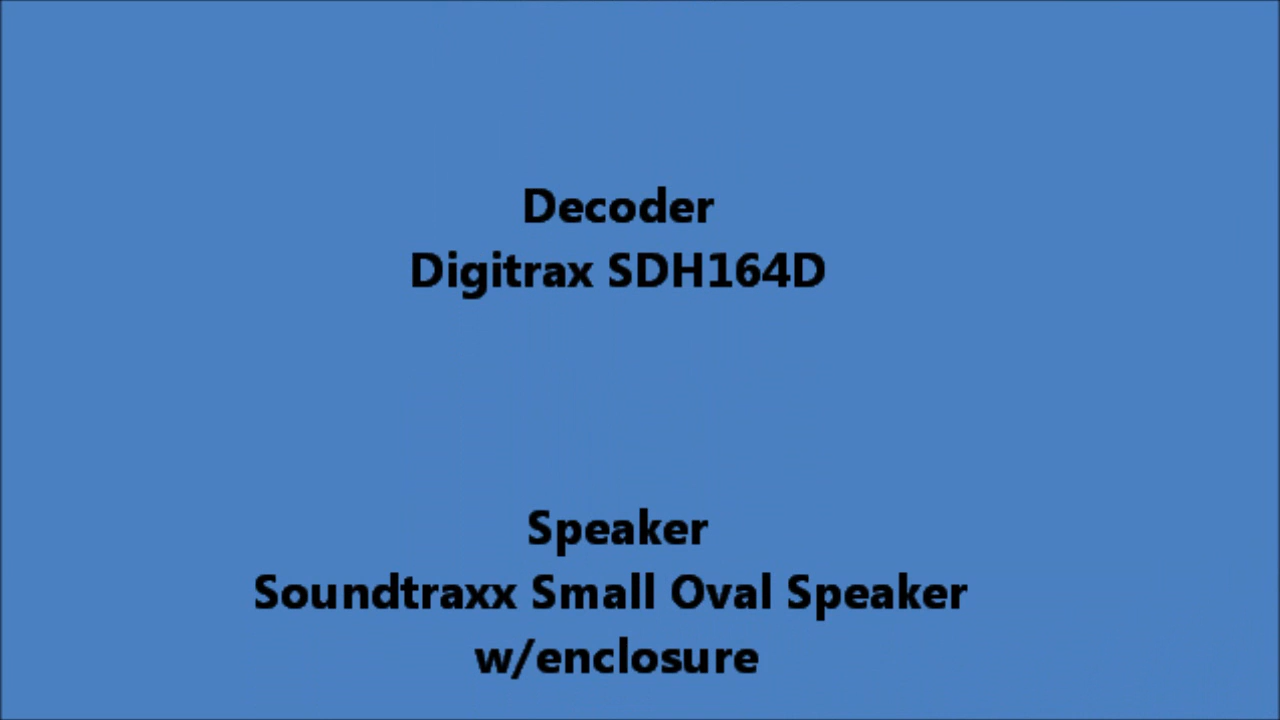 Decoder
Digitrax SDH164D
Speaker
Soundtraxx Small Oval Speaker
w/enclosure